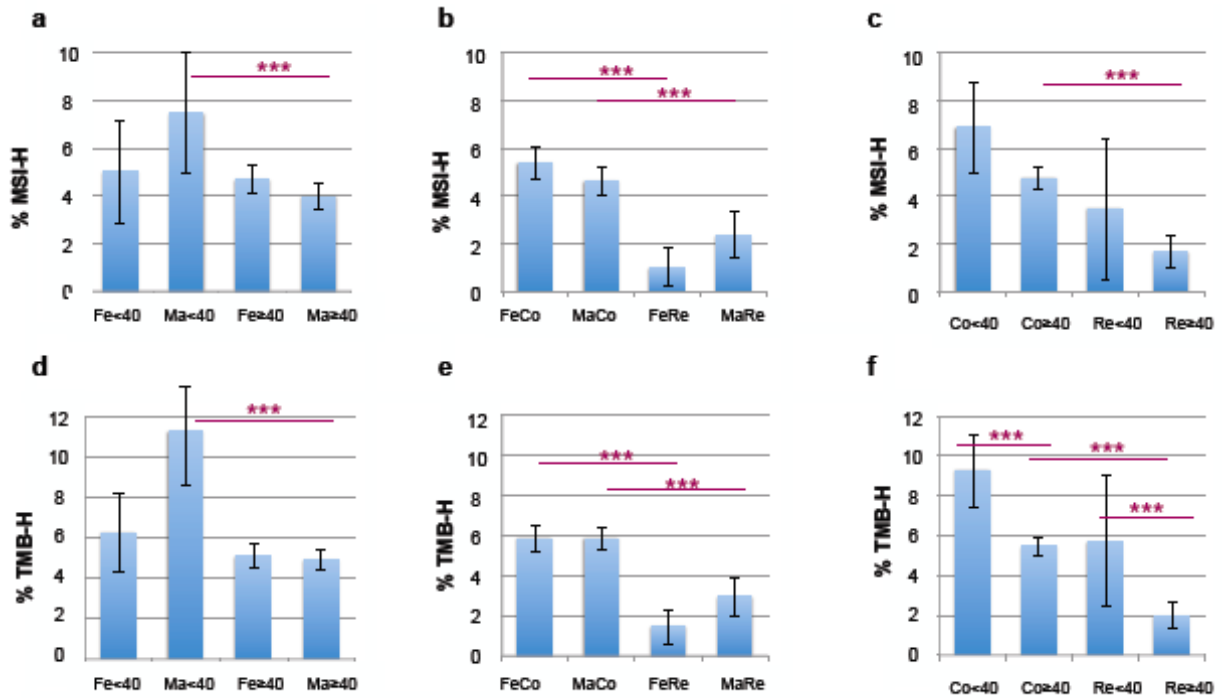 a
10
8
6
4
2
0
% MSI-H
***
Fe<40 Ma<40 Fe≥40 Ma≥40
b
10
8
6
4
2
0
% MSI-H
***
***
FeCo MaCo FeRe MaRe
c
10
8
6
4
2
0
% MSI-H
***
Co<40 Co≥40 Re<40 Re≥40
d
12
10
8
6
4
2
0
% TMB-H
***
Fe<40 Ma<40 Fe≥40 Ma≥40
e
12
10
8
6
4
2
0
% TMB-H
***
***
FeCo MaCo FeRe MaRe
f
12
10
8
6
4
2
0
% TMB-H
***
***
***
Co<40 Co≥40 Re<40 Re≥40